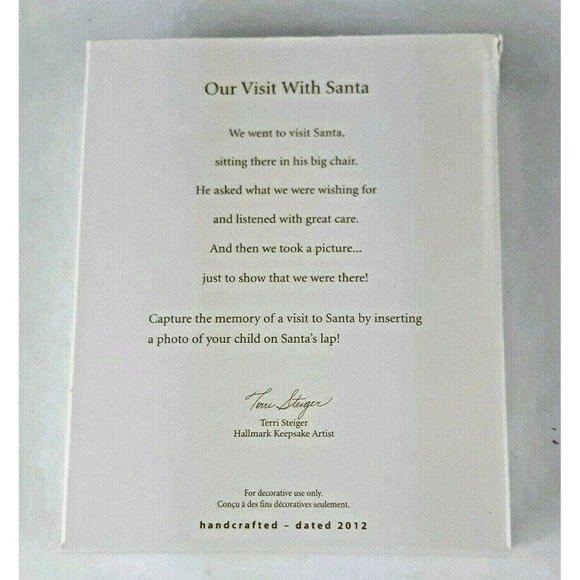 Our Visit With Santa
We went to visit Santa,
sitting there in his big chair.
He asked what we were wishing for
and listened with great care.
And then we took a picture...
just to show that we were there!
Capture the memory of a visit to Santa by inserting
a photo of your child on Santa's lap!
Terri Steiger
Terri Steiger
Hallmark Keepsake Artist
For decorative use only.
Conçu à des fins décoratives seulement.
handcrafted – dated 2012